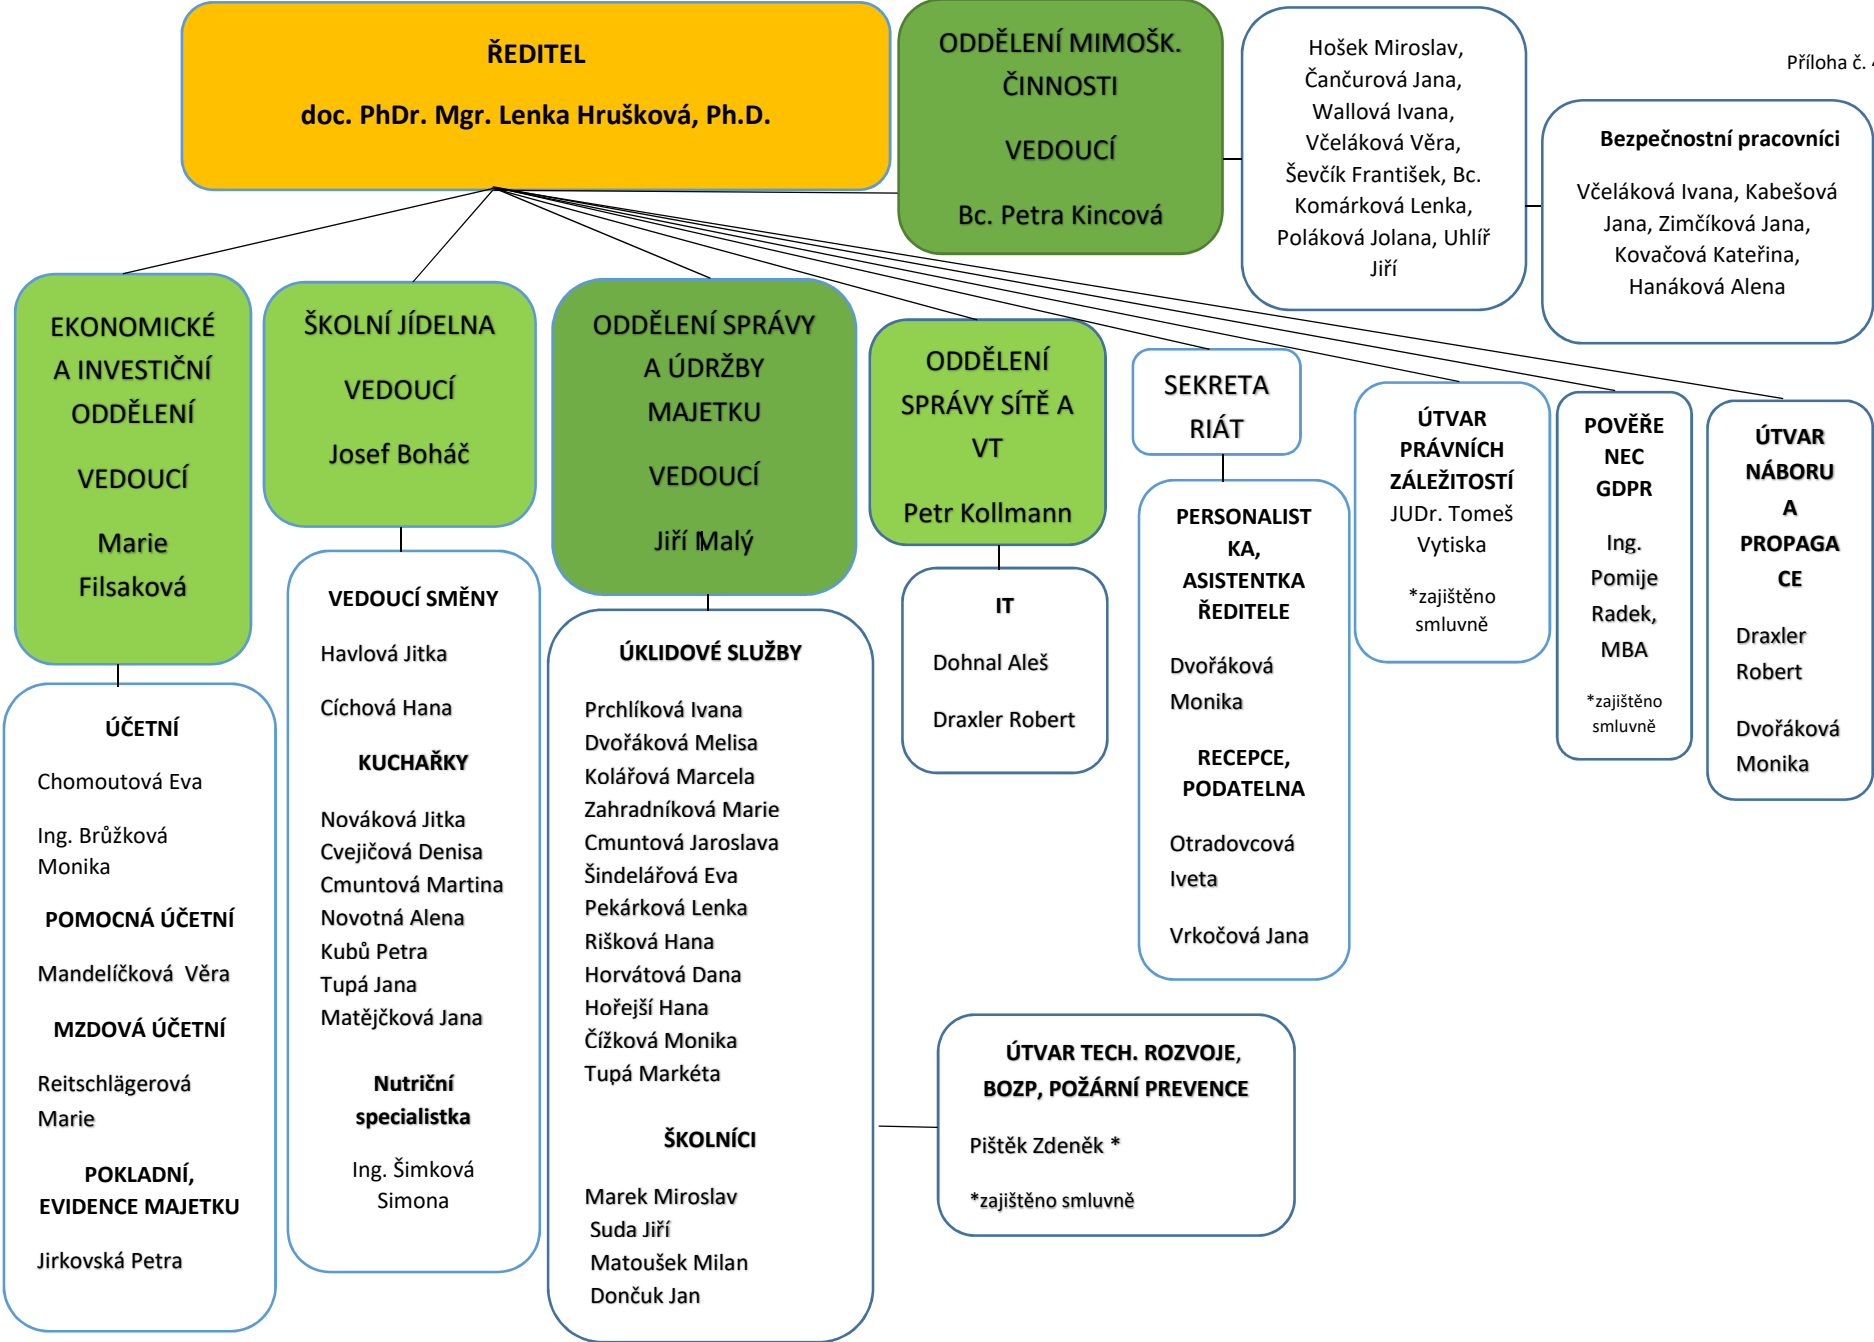 ŘEDITEL
doc. PhDr. Mgr. Lenka Hrušková, Ph.D.
ODDĚLENÍ MIMOŠK.
ČINNOSTI
VEDOUCÍ
Bc. Petra Kincová
Hošek Miroslav,
Čančurová Jana,
Wallová Ivana,
Včeláková Věra,
Ševčík František, Bc.
Komárková Lenka,
Poláková Jolana, Uhlíř
Jiří
Příloha č. 4
Bezpečnostní pracovníci
Včeláková Ivana, Kabešová
Jana, Zimčíková Jana,
Kovačová Kateřina,
Hanáková Alena
EKONOMICKÉ
A INVESTIČNÍ
ODDĚLENÍ
VEDOUCÍ
Marie
Filsaková
ŠKOLNÍ JÍDELNA
VEDOUCÍ
Josef Boháč
ODDĚLENÍ SPRÁVY
A ÚDRŽBY
MAJETKU
VEDOUCÍ
Jiří Malý
ODDĚLENÍ
SPRÁVY SÍTĚ A
VT
Petr Kollmann
SEKRETA
RIÁT
ÚTVAR
PRÁVNÍCH
ZÁLEŽITOSTÍ
JUDr. Tomeš
Vytiska
*zajištěno
smluvně
POVĚŘE
NEC
GDPR
Ing.
Pomije
Radek,
MBA
*zajištěno
smluvně
ÚTVAR
NÁBORU
A
PROPAGA
CE
Draxler
Robert
Dvořáková
Monika
ÚČETNÍ
Chomoutová Eva
Ing. Brůžková
Monika
POMOCNÁ ÚČETNÍ
Mandelíčková Věra
MZDOVÁ ÚČETNÍ
Reitschlägerová
Marie
POKLADNÍ,
EVIDENCE MAJETKU
Jirkovská Petra
VEDOUCÍ SMĚNY
Havlová Jitka
Cíchová Hana
KUCHAŘKY
Nováková Jitka
Cvejičová Denisa
Cmuntová Martina
Novotná Alena
Kubů Petra
Tupá Jana
Matějčková Jana
Nutriční
specialistka
Ing. Šimková
Simona
ÚKLIDOVÉ SLUŽBY
Prchlíková Ivana
Dvořáková Melisa
Kolářová Marcela
Zahradníková Marie
Cmuntová Jaroslava
Šindelářová Eva
Pekárková Lenka
Rišková Hana
Horvátová Dana
Hořejší Hana
Čížková Monika
Tupá Markéta
ŠKOLNÍCI
Marek Miroslav
Suda Jiří
Matoušek Milan
Dončuk Jan
IT
Dohnal Aleš
Draxler Robert
PERSONALIST
KA,
ASISTENTKA
ŘEDITELE
Dvořáková
Monika
RECEPCE,
PODATELNA
Otradovcová
Iveta
Vrkočová Jana
ÚTVAR TECH. ROZVOJE,
BOZP, POŽÁRNÍ PREVENCE
Pištěk Zdeněk *
*zajištěno smluvně